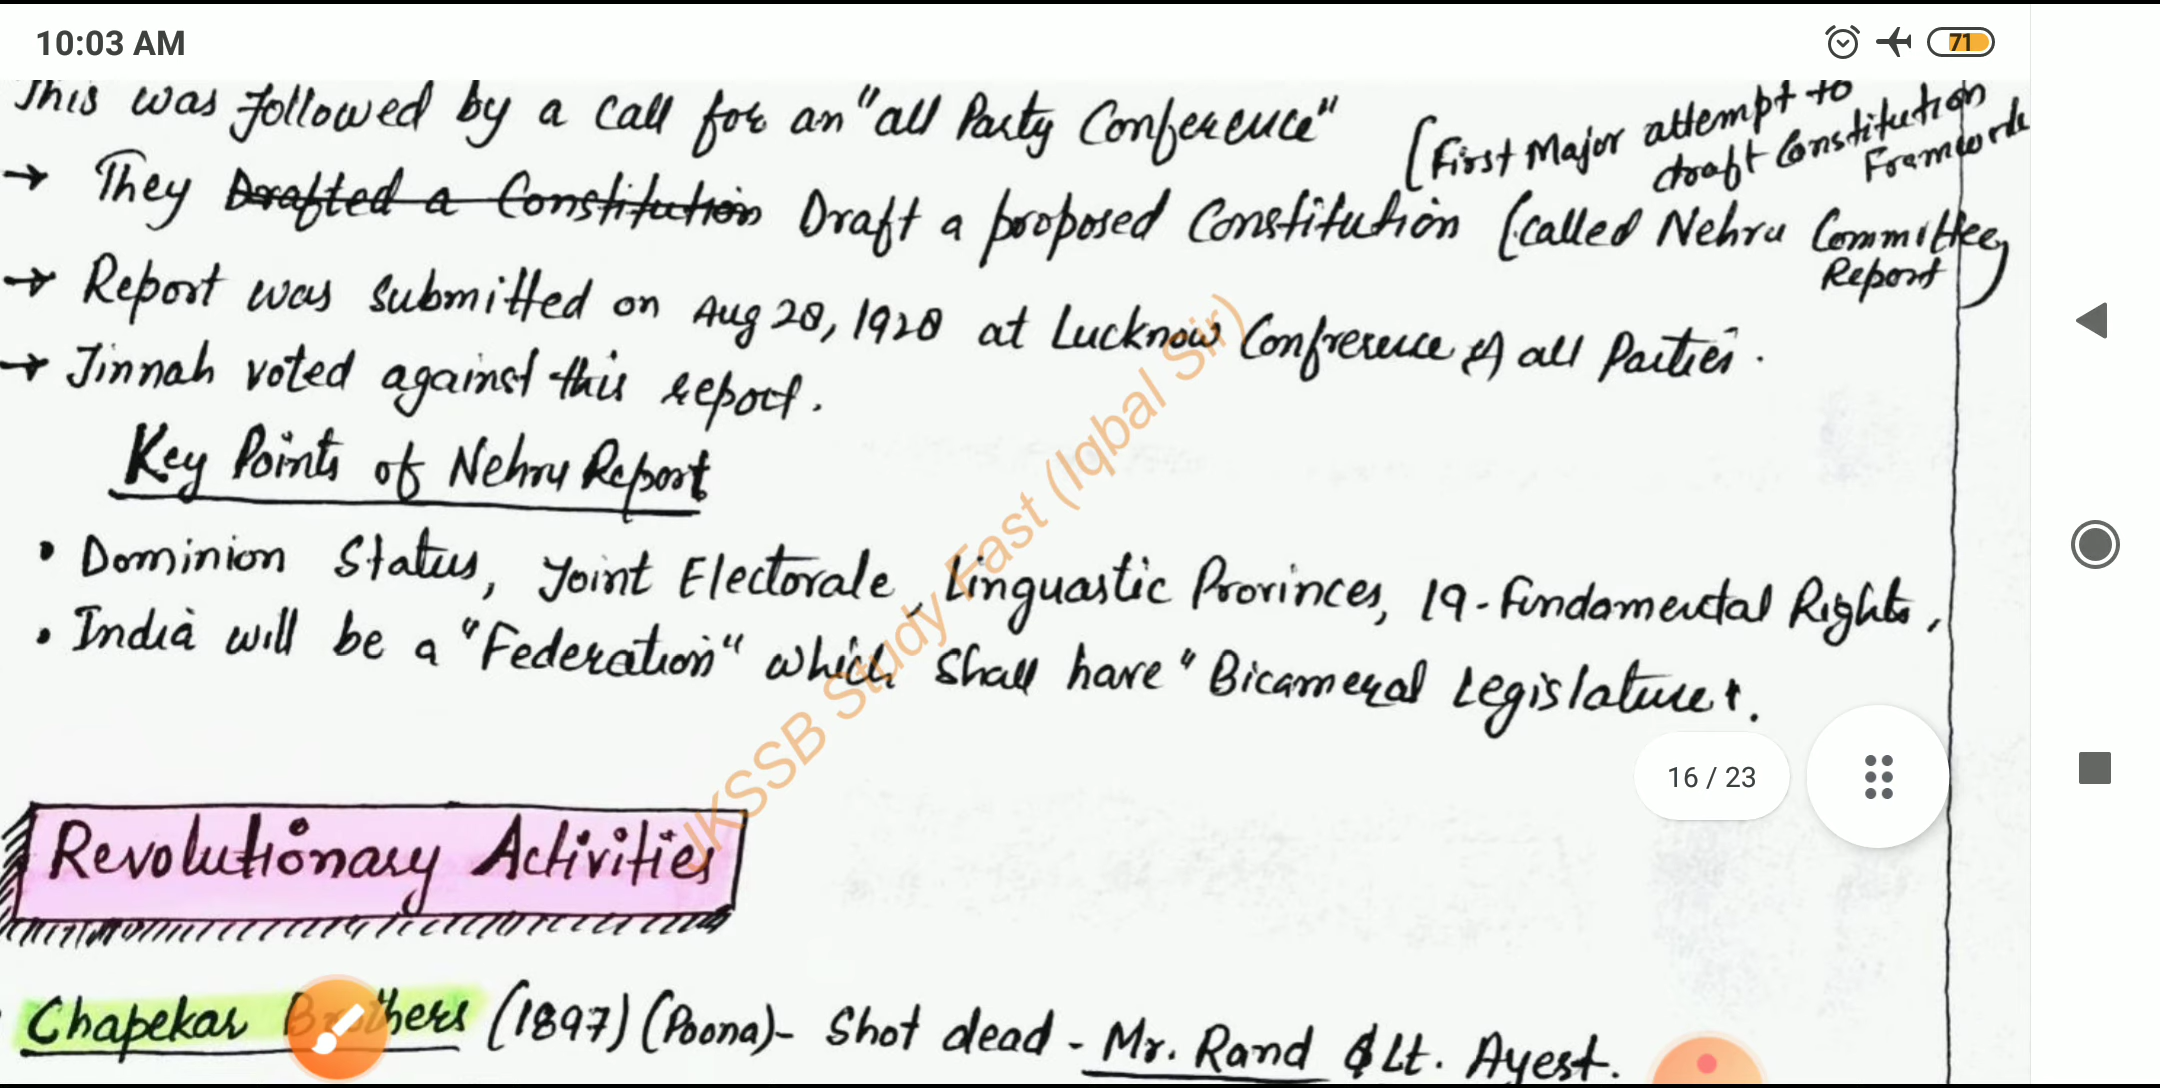 10:03 AM
71
This was followed by a call for an "all Party Conference"
[First Major attempt to
draft Constitution
Framework
→ They Drafted a Constitution Draft a proposed Constitution (called Nehru Committee
Report)
→ Report was submitted on Aug 28, 1928 at Lucknow Confrerence of all Parties.
→ Jinnah voted against this report.
Key Points of Nehru Report
• Dominion Status, Joint Electorale, Linguastic Provinces, 19-Fundamental Rights,
• India will be a "Federation" which shall have "Bicameral Legislature".
JKSSB Study Fast (Iqbal Sir)
16 / 23
Revolutionary Activities
Chapekar Brothers (1897) (Poona)- Shot dead - Mr. Rand & Lt. Ayest.